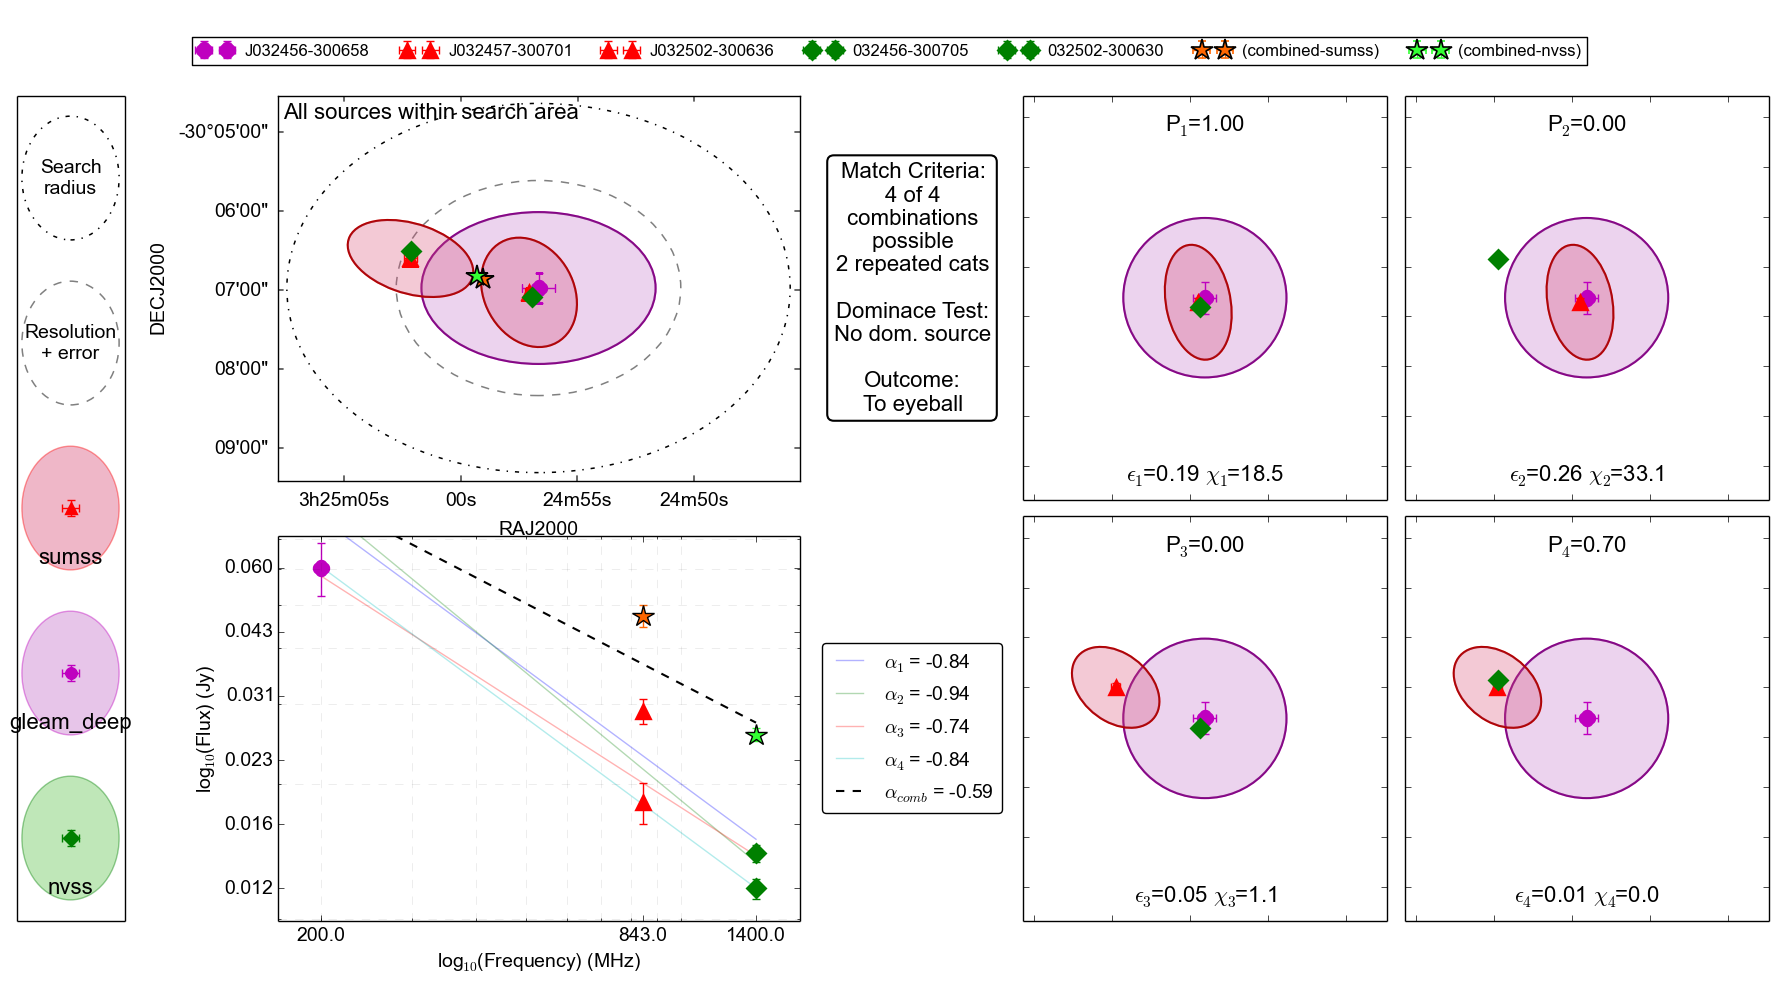 J032456-300658 J032457-300701 J032502-300636 032456-300705 032502-300630 (combined-sumss) (combined-nvss)
Search
radius
Resolution
+ error
sumss
gleam_deep
nvss
All sources within search area
DECJ2000
-30°05'00"
06'00"
07'00"
08'00"
09'00"
3h25m05s 00s 24m55s 24m50s
RAJ2000
Match Criteria:
4 of 4
combinations
possible
2 repeated cats
Dominace Test:
No dom. source
Outcome:
To eyeball
P1=1.00
ϵ1=0.19 χ1=18.5
P2=0.00
ϵ2=0.26 χ2=33.1
log10(Flux) (Jy)
0.060
0.043
0.031
0.023
0.016
0.012
200.0 843.0 1400.0
log10(Frequency) (MHz)
α1 = -0.84
α2 = -0.94
α3 = -0.74
α4 = -0.84
αcomb = -0.59
P3=0.00
ϵ3=0.05 χ3=1.1
P4=0.70
ϵ4=0.01 χ4=0.0